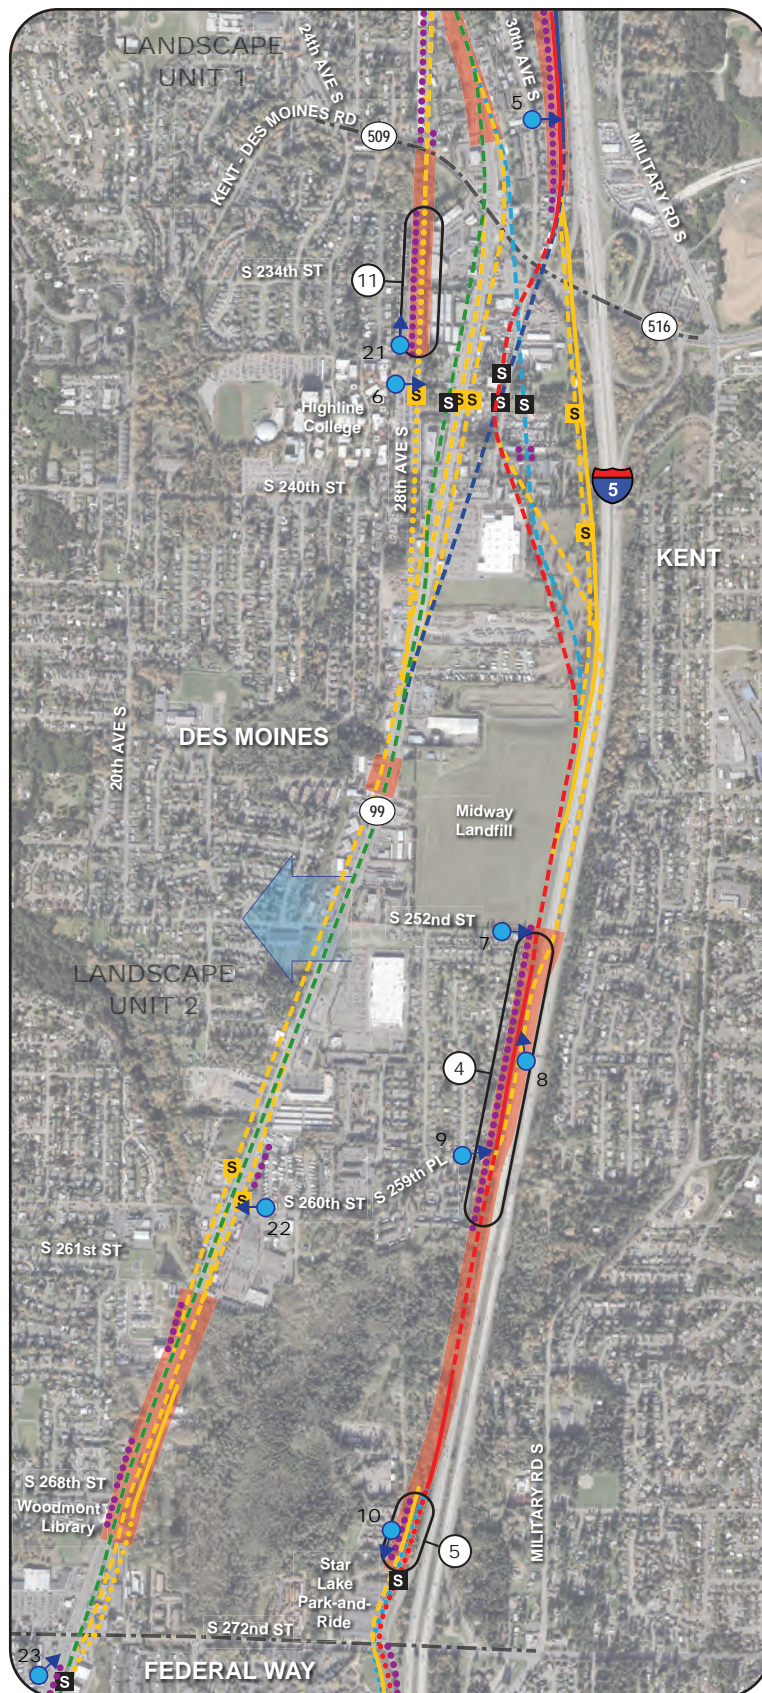 LANDSCAPE
UNIT 1
24th AVE S
30th AVE S
5
KENT - DES MOINES RD
509
MILITARY RD S
S 234th ST
11
21
516
S
6
S
S
S
S
S
S
Highline
College
S
28th AVE S
S 240th ST
5
S
KENT
20th AVE S
DES MOINES
99
Midway
Landfill
S 252nd ST
7
LANDSCAPE
UNIT 2
4
8
9
S
S
S 260th ST
S 259th PL
22
S 261st ST
S 268th ST
Woodmont
Library
MILITARY RD S
10
5
Star
Lake
Park-and-
Ride
S
S 272nd ST
23
S
FEDERAL WAY